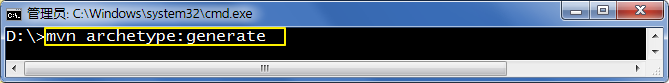 管理员: C:\Windows\system32\cmd.exe
D:\>mvn archetype:generate